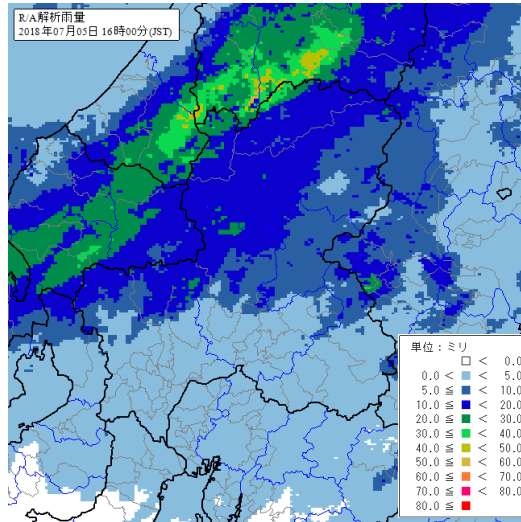 R/A解析雨量
2018年07月05日 16時00分(JST)
単位：ミリ
< 0.0
0.0 < < 5.0
5.0 ≦ < 10.0
10.0 ≦ < 20.0
20.0 ≦ < 30.0
30.0 ≦ < 40.0
40.0 ≦ < 50.0
50.0 ≦ < 60.0
60.0 ≦ < 70.0
70.0 ≦ < 80.0
80.0 ≦